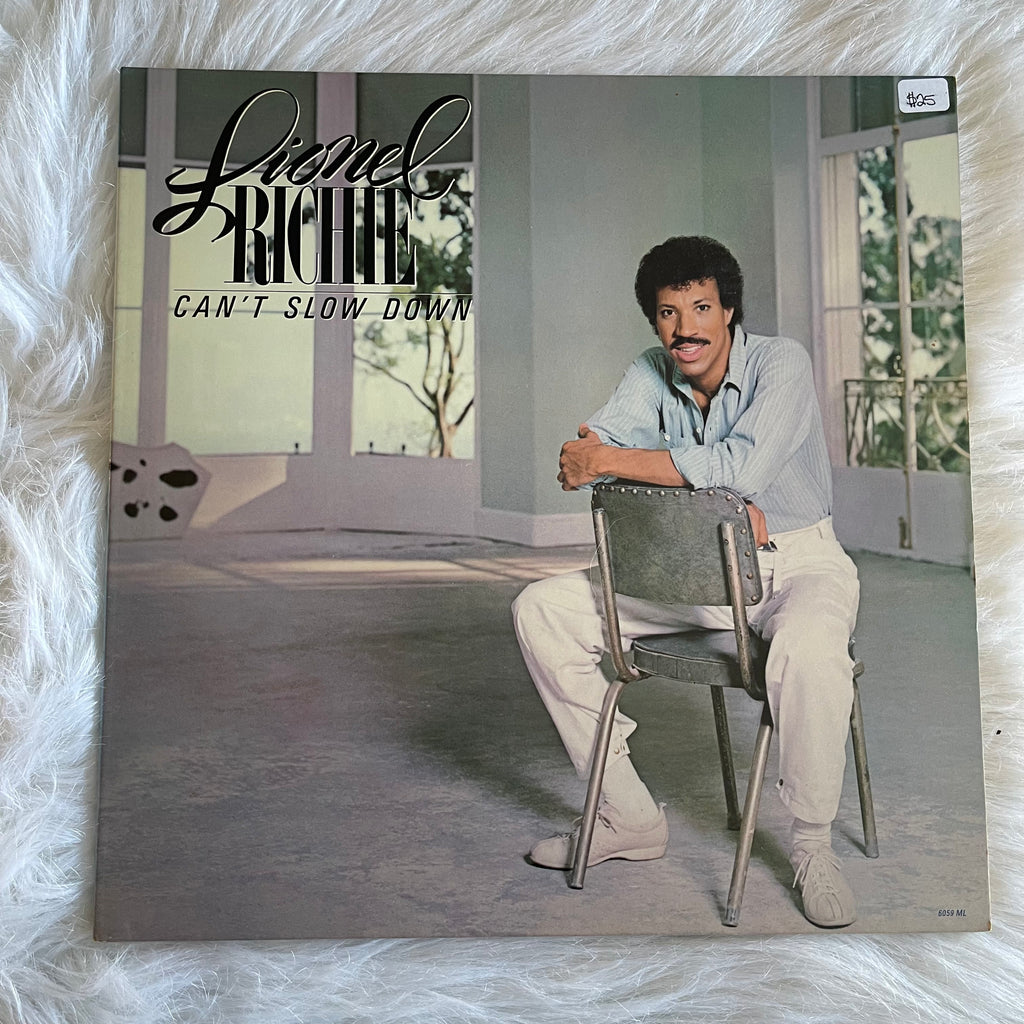 $25
Lionel
RICHIE
CAN'T SLOW DOWN
6059 ML